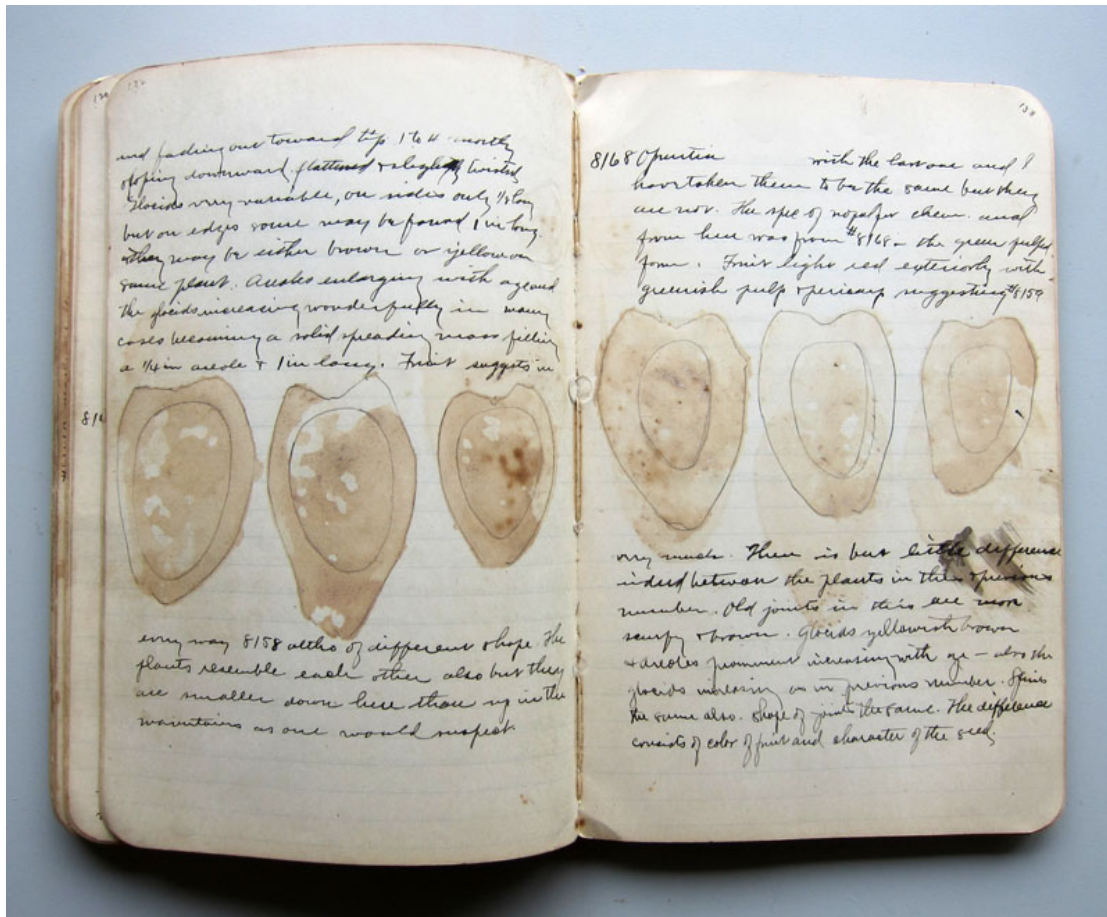 132
and fading out toward tip. 1 to 4 mostly
sloping downward flattened & slightly twisted
Glocids very variable, on sides only 1/8 long
but on edges some may be found 1 in long.
They may be either brown or yellow on
same plant. Areoles enlarging with age and
the glocids increasing wonderfully in many
cases becoming a solid spreading mass filling
a 1/4 in areole & 1 in long. Fruit suggests in
every way 8158 altho of different shape. The
plants resemble each other also but they
are smaller down here than up in the
mountains as one would suspect.
8168 Opuntia with the last one and I
have taken them to be the same but they
are not. The spec of nopal for chem. anal
from here was from #8168 – the green pulped
form. Fruit light red exteriorly with
greenish pulp & pericarp suggesting #8159
very much. There is but little difference
indeed between the plants in this & previous
number. Old joints in this are more
scurfy & brown. Glocids yellowish brown
& areoles prominent increasing with age – also the
glocids increasing as in previous number. Spines
the same also. Shape of joints the same. The difference
consists of color of fruit and character of the seed.